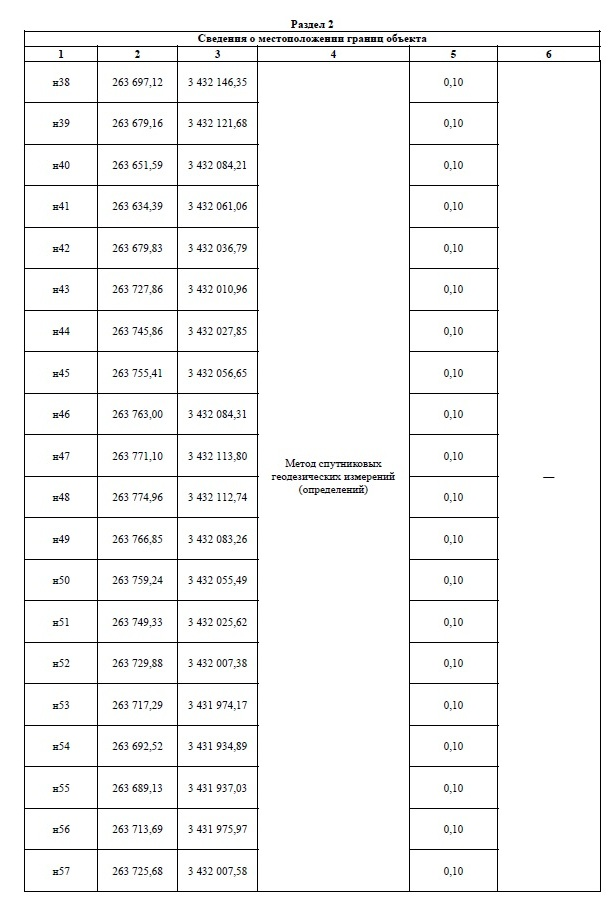 Раздел 2
Сведения о местоположении границ объекта
1 2 3 4 5 6
н38 263 697,12 3 432 146,35 0,10
н39 263 679,16 3 432 121,68 0,10
н40 263 651,59 3 432 084,21 0,10
н41 263 634,39 3 432 061,06 0,10
н42 263 679,83 3 432 036,79 0,10
н43 263 727,86 3 432 010,96 0,10
н44 263 745,86 3 432 027,85 0,10
н45 263 755,41 3 432 056,65 0,10
н46 263 763,00 3 432 084,31 0,10
н47 263 771,10 3 432 113,80 0,10
Метод спутниковых
геодезических измерений
(определений)
—
н48 263 774,96 3 432 112,74 0,10
н49 263 766,85 3 432 083,26 0,10
н50 263 759,24 3 432 055,49 0,10
н51 263 749,33 3 432 025,62 0,10
н52 263 729,88 3 432 007,38 0,10
н53 263 717,29 3 431 974,17 0,10
н54 263 692,52 3 431 934,89 0,10
н55 263 689,13 3 431 937,03 0,10
н56 263 713,69 3 431 975,97 0,10
н57 263 725,68 3 432 007,58 0,10